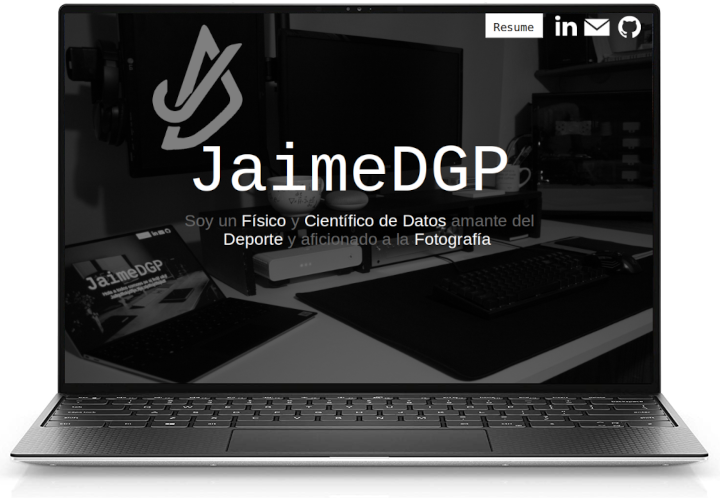 Resume
JaimeDGP
Soy un Físico y Científico de Datos amante del
Deporte y aficionado a la Fotografía
JaimeDGP